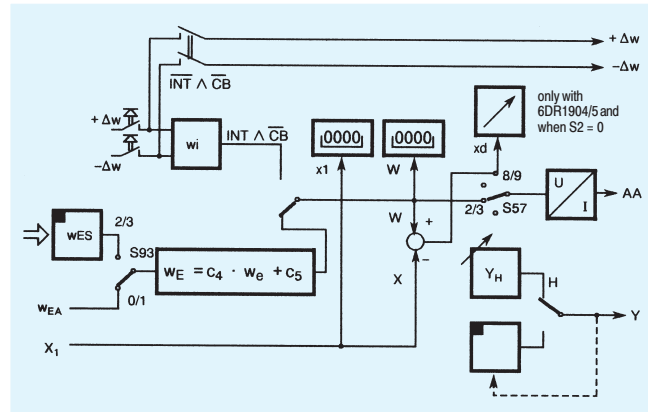 + Δw
−Δw
INT ∧ CB
only with
6DR1904/5 and
when S2 = 0
+ Δw
−Δw
wi
INT ∧ CB
0000
0000
xd
x1
W
8/9
2/3
S57
U
I
AA
W
+
−
X
wES
2/3
S93
wE = c4 · we + c5
0/1
wEA
YH
H
Y
X1